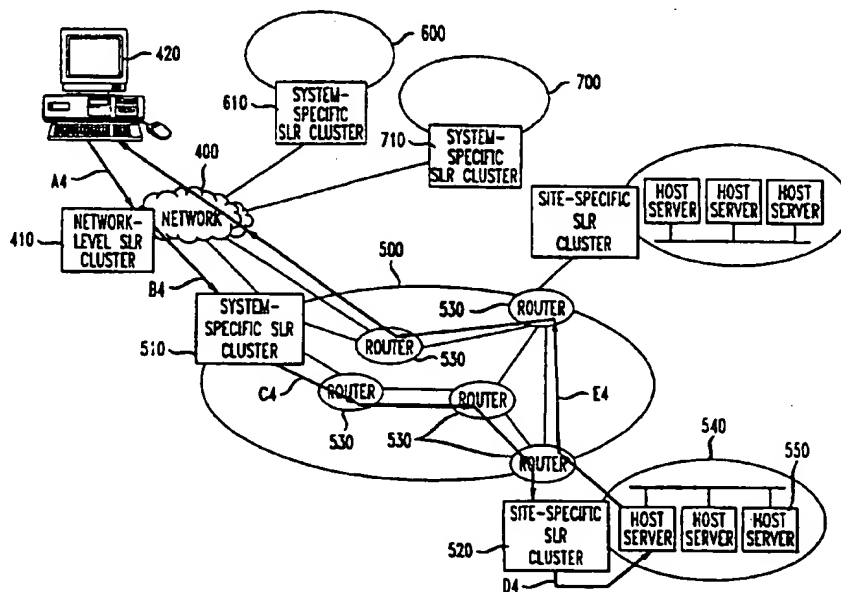 420
600
610
SYSTEM-
SPECIFIC
SLR CLUSTER
700
710
SYSTEM-
SPECIFIC
SLR CLUSTER
400
A4
NETWORK
410
NETWORK-
LEVEL SLR
CLUSTER
SITE-SPECIFIC
SLR
CLUSTER
HOST
SERVER
HOST
SERVER
HOST
SERVER
B4
500
510
SYSTEM-
SPECIFIC SLR
CLUSTER
530
ROUTER
ROUTER
530
C4
ROUTER
530
ROUTER
530
E4
ROUTER
540
550
520
SITE-SPECIFIC
SLR
CLUSTER
HOST
SERVER
HOST
SERVER
HOST
SERVER
D4